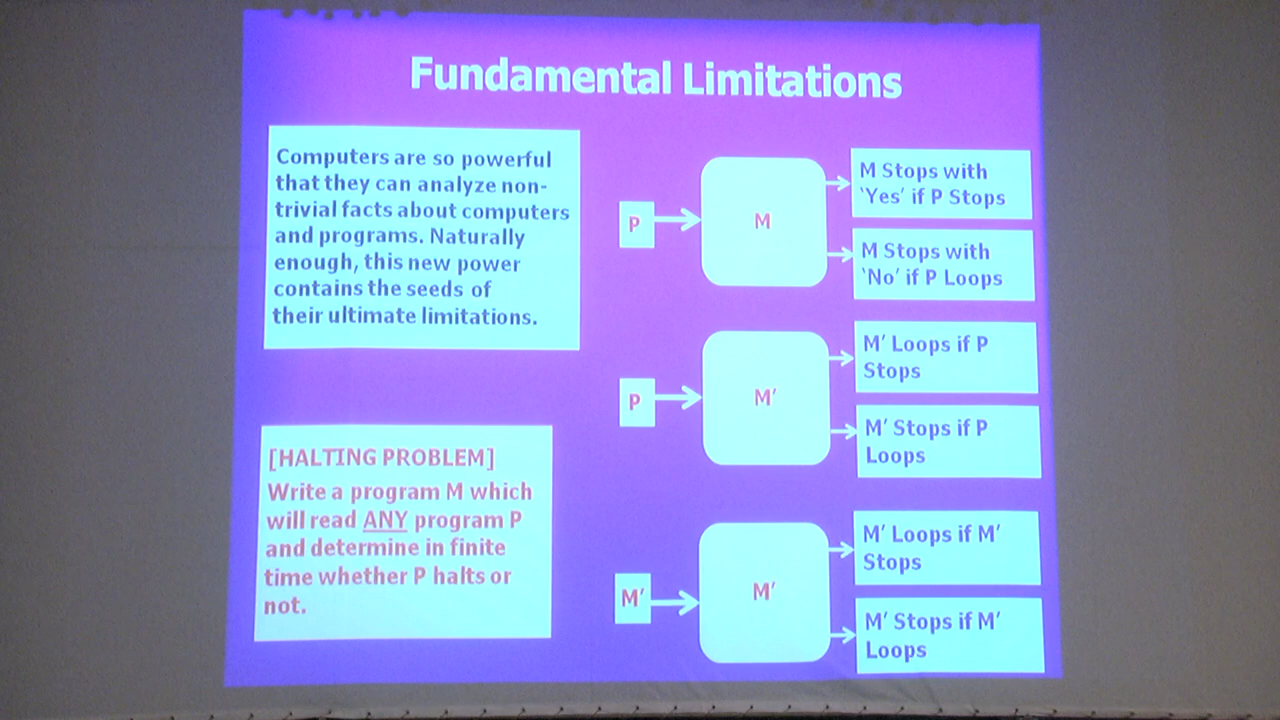 Fundamental Limitations
Computers are so powerful
that they can analyze non-
trivial facts about computers
and programs. Naturally
enough, this new power
contains the seeds of
their ultimate limitations.
[HALTING PROBLEM]
Write a program M which
will read ANY program P
and determine in finite
time whether P halts or
not.
P
M
M Stops with
‘Yes’ if P Stops
M Stops with
‘No’ if P Loops
P
M’
M’ Loops if P
Stops
M’ Stops if P
Loops
M’
M’
M’ Loops if M’
Stops
M’ Stops if M’
Loops